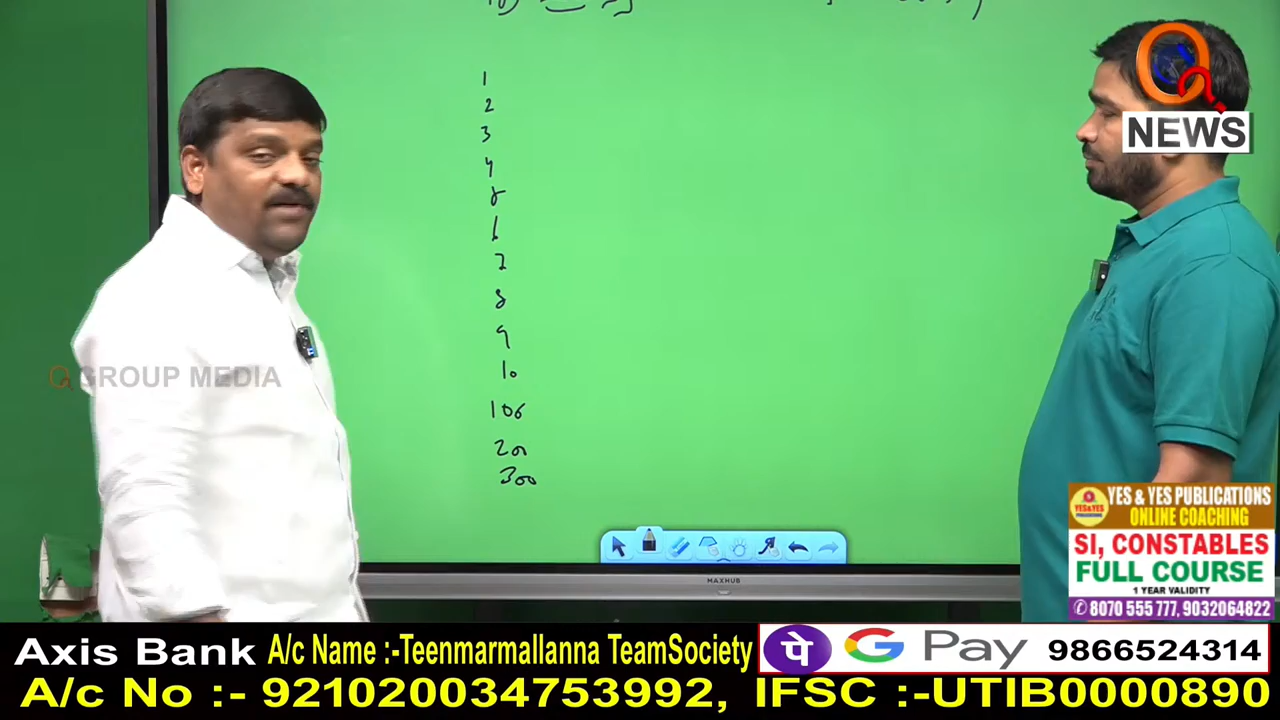 NEWS
1
2
3
4
5
6
7
8
9
10
100
200
300
Q GROUP MEDIA
MAXHUB
YES & YES PUBLICATIONS
ONLINE COACHING
SI, CONSTABLES
FULL COURSE
1 YEAR VALIDITY
8070 555 777, 9032064822
Axis Bank A/c Name :-Teenmarmallanna TeamSociety
पे G Pay 9866524314
A/c No :- 921020034753992, IFSC :-UTIB0000890